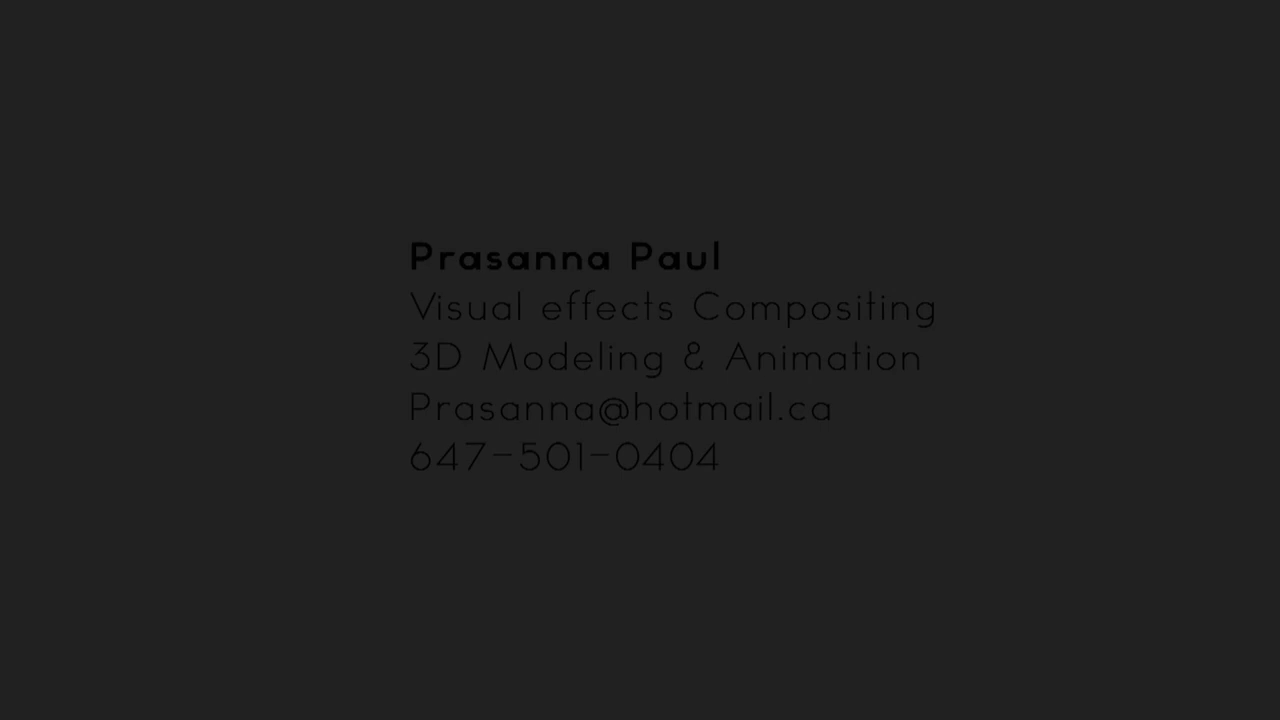 Prasanna Paul
Visual effects Compositing
3D Modeling & Animation
Prasanna@hotmail.ca
647-501-0404